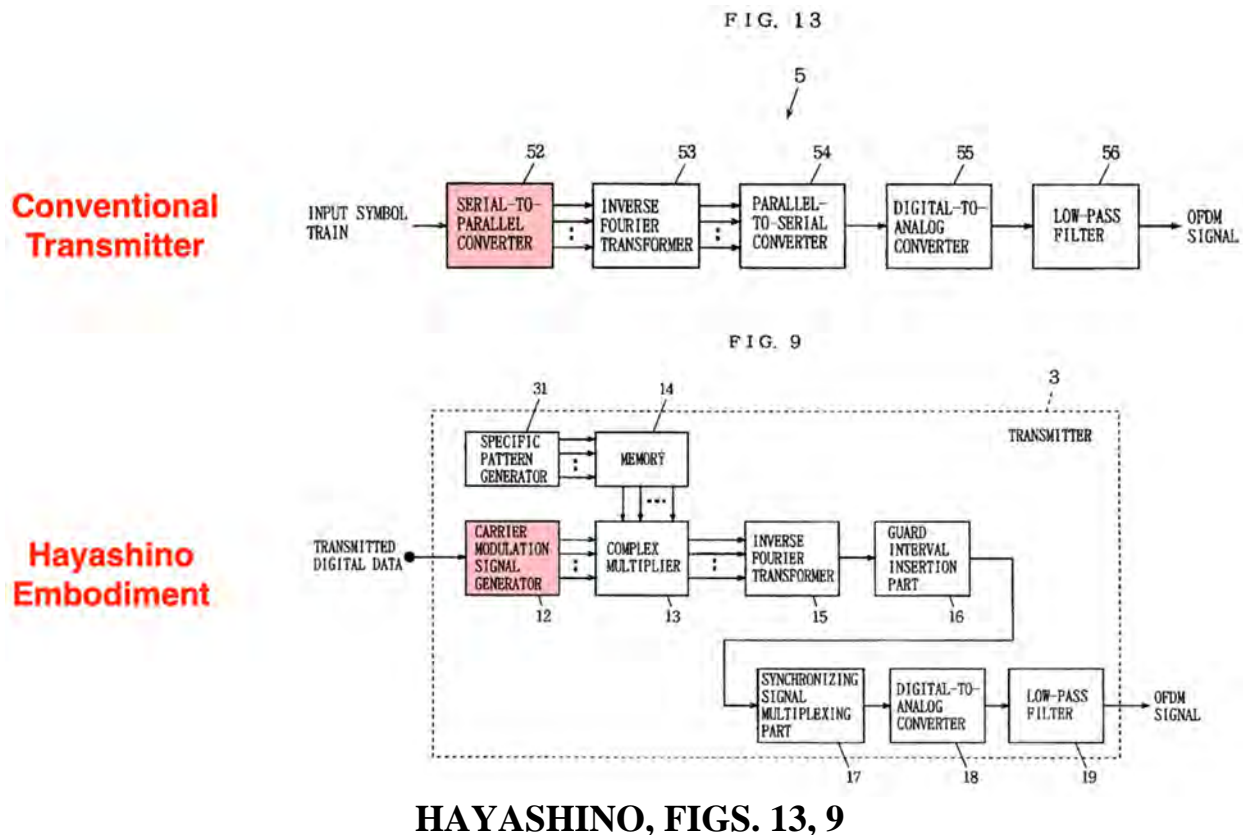 FIG. 13
5
52
53
54
55
56
Conventional
Transmitter
INPUT SYMBOL
TRAIN
SERIAL-TO-
PARALLEL
CONVERTER
INVERSE
FOURIER
TRANSFORMER
PARALLEL-
TO-SERIAL
CONVERTER
DIGITAL-TO-
ANALOG
CONVERTER
LOW-PASS
FILTER
OFDM
SIGNAL
FIG. 9
3
31
14
TRANSMITTER
SPECIFIC
PATTERN
GENERATOR
MEMORY
Hayashino
Embodiment
TRANSMITTED
DIGITAL DATA
CARRIER
MODULATION
SIGNAL
GENERATOR
COMPLEX
MULTIPLIER
INVERSE
FOURIER
TRANSFORMER
GUARD
INTERVAL
INSERTION
PART
12
13
15
16
SYNCHRONIZING
SIGNAL
MULTIPLEXING
PART
DIGITAL-TO-
ANALOG
CONVERTER
LOW-PASS
FILTER
OFDM
SIGNAL
17
18
19
HAYASHINO, FIGS. 13, 9